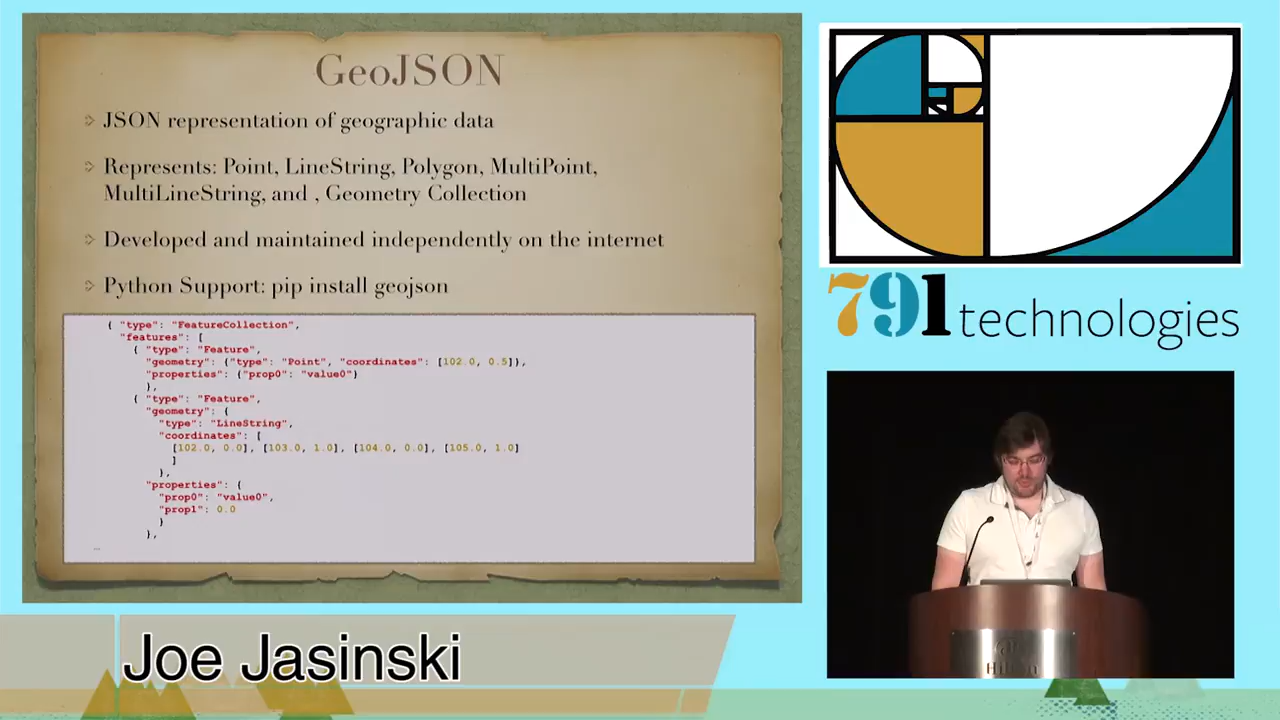 GeoJSON
JSON representation of geographic data
Represents: Point, LineString, Polygon, MultiPoint,
MultiLineString, and , Geometry Collection
Developed and maintained independently on the internet
Python Support: pip install geojson
{ "type": "FeatureCollection",
"features": [
{ "type": "Feature",
"geometry": {"type": "Point", "coordinates": [102.0, 0.5]},
"properties": {"prop0": "value0"}
},
{ "type": "Feature",
"geometry": {
"type": "LineString",
"coordinates": [
[102.0, 0.0], [103.0, 1.0], [104.0, 0.0], [105.0, 1.0]
]
},
"properties": {
"prop0": "value0",
"prop1": 0.0
}
},
...
791 technologies
Hilton
Joe Jasinski